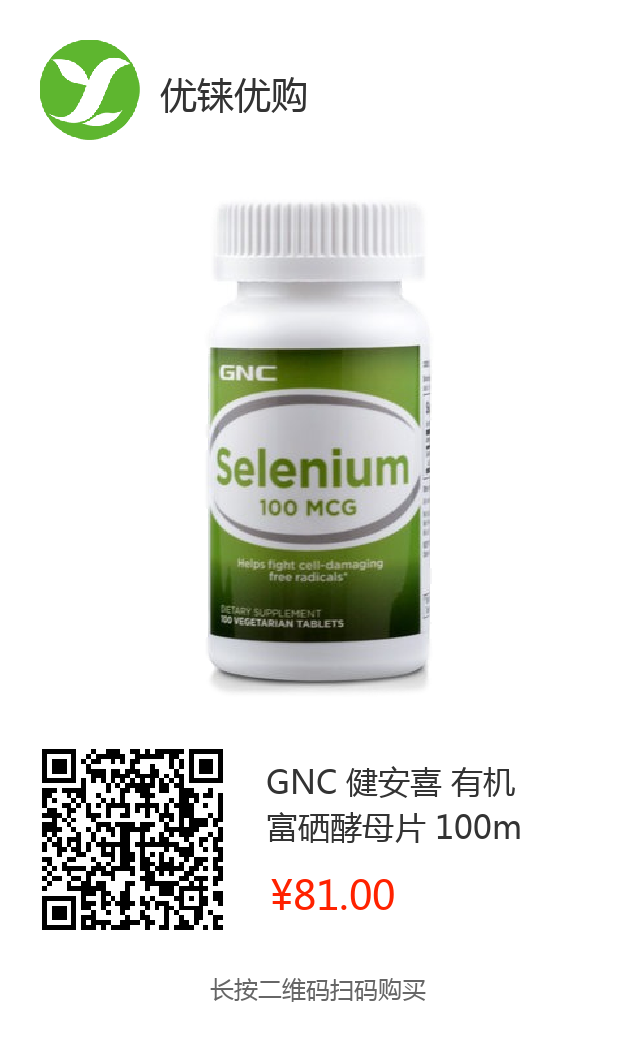 优铼优购
GNC
Selenium
100 MCG
Helps fight cell-damaging
free radicals*
DIETARY SUPPLEMENT
100 VEGETARIAN TABLETS
GNC 健安喜 有机
富硒酵母片 100m
¥81.00
长按二维码扫码购买